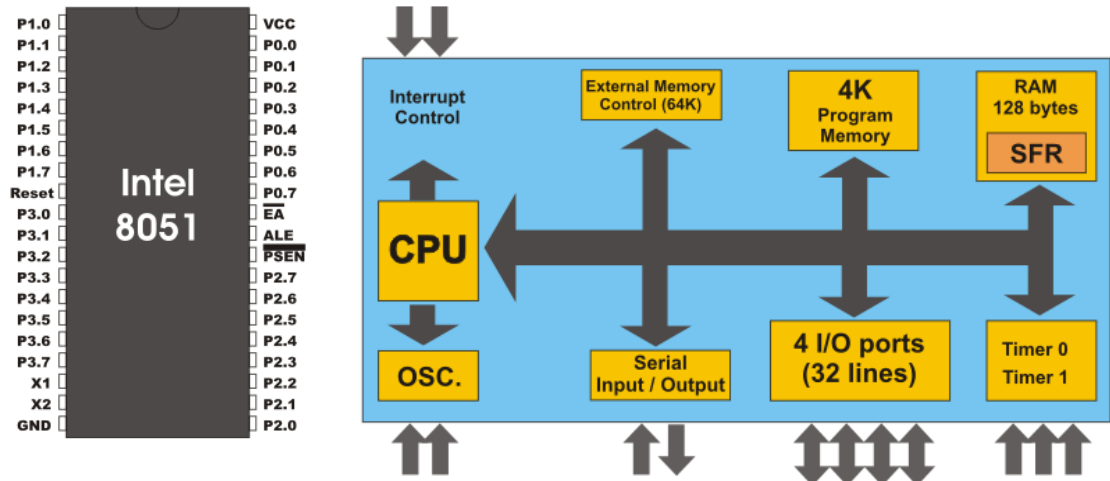 P1.0
P1.1
P1.2
P1.3
P1.4
P1.5
P1.6
P1.7
Reset
P3.0
P3.1
P3.2
P3.3
P3.4
P3.5
P3.6
P3.7
X1
X2
GND
Intel
8051
VCC
P0.0
P0.1
P0.2
P0.3
P0.4
P0.5
P0.6
P0.7
EA
ALE
PSEN
P2.7
P2.6
P2.5
P2.4
P2.3
P2.2
P2.1
P2.0
Interrupt
Control
External Memory
Control (64K)
4K
Program
Memory
RAM
128 bytes
SFR
CPU
OSC.
Serial
Input / Output
4 I/O ports
(32 lines)
Timer 0
Timer 1